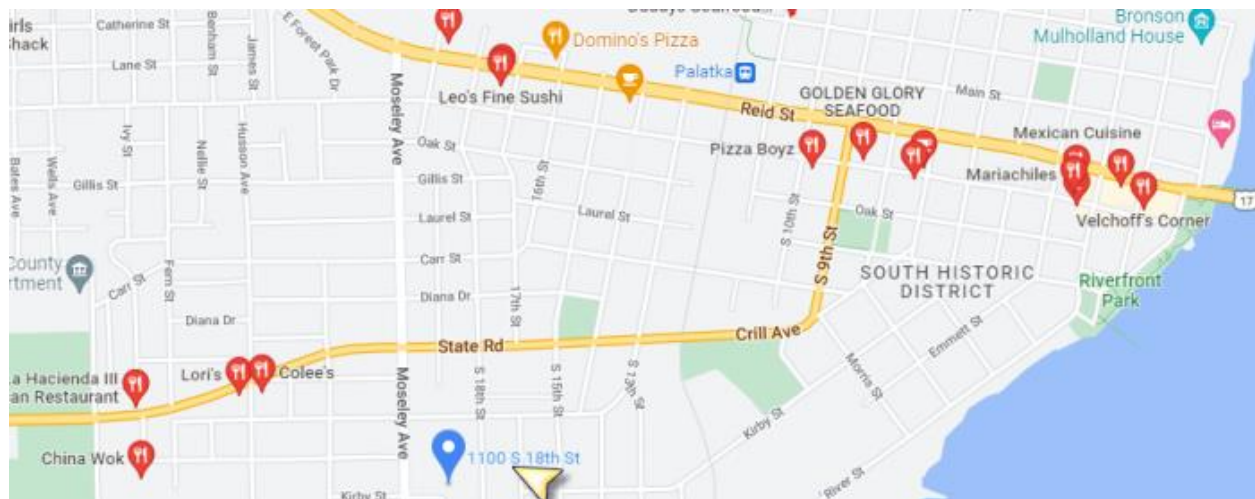 Bronson
Mulholland House
irls
Shack
Catherine St
Benham St
James St
E Forest Park Dr
Domino's Pizza
Lane St
Palatka
Leo's Fine Sushi
Moseley Ave
Main St
Reid St
GOLDEN GLORY
SEAFOOD
Mexican Cuisine
Ivy St
Nellie St
Husson Ave
Oak St
16th St
Pizza Boyz
Bates Ave
Wells Ave
Gillis St
Gillis St
Mariachiles
17
Laurel St
Laurel St
S 10th St
Oak St
Velchoff's Corner
S 9th St
County
rtment
Carr St
Fern St
Carr St
SOUTH HISTORIC
DISTRICT
Riverfront
Park
Diana Dr
17th St
Diana Dr
State Rd
Crill Ave
Emmett St
La Hacienda III
an Restaurant
Lori's
Colee's
Moseley Ave
S 18th St
S 15th St
S 13th St
Morris St
Kirby St
China Wok
1100 S 18th St
River St
Kirby St